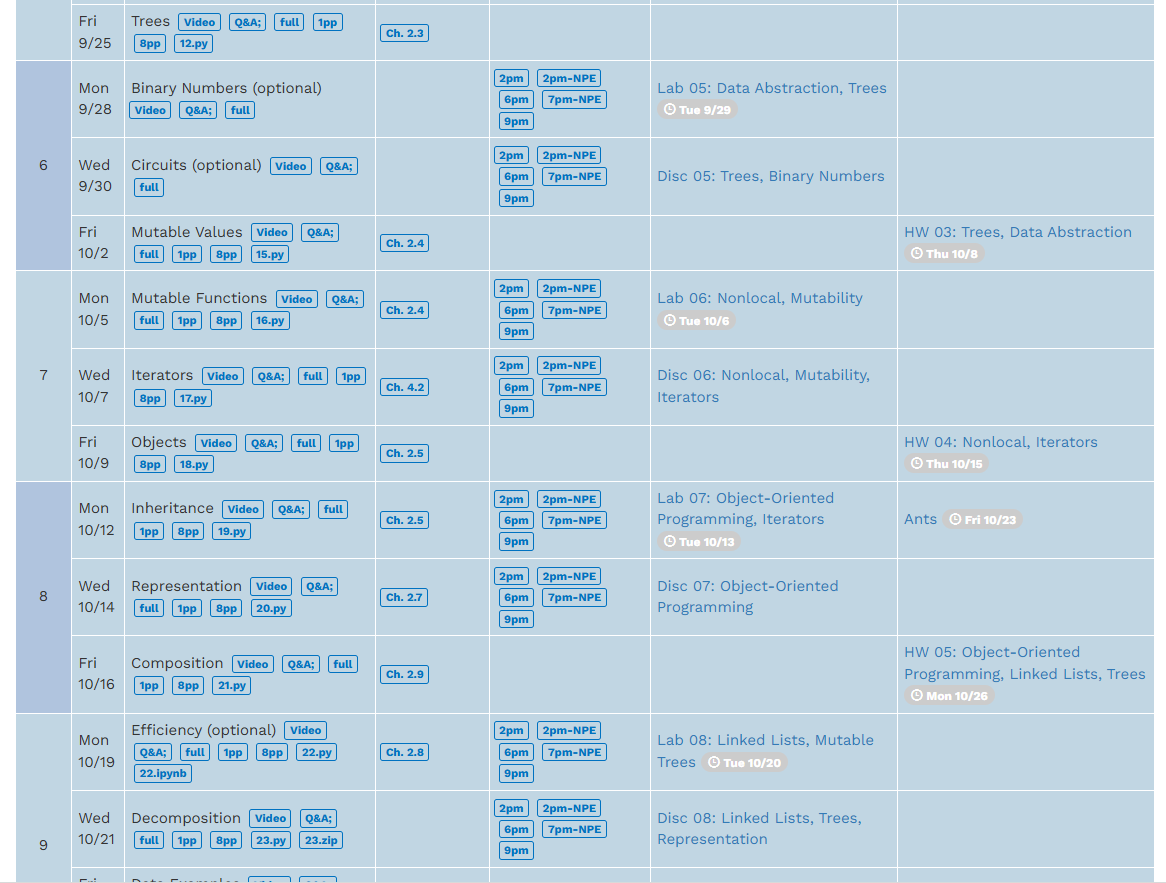 Fri
9/25
Trees Video Q&A; full 1pp
8pp 12.py
Ch. 2.3
6
Mon
9/28
Binary Numbers (optional)
Video Q&A; full
2pm 2pm-NPE
6pm 7pm-NPE
9pm
Lab 05: Data Abstraction, Trees
Tue 9/29
Wed
9/30
Circuits (optional) Video Q&A;
full
2pm 2pm-NPE
6pm 7pm-NPE
9pm
Disc 05: Trees, Binary Numbers
Fri
10/2
Mutable Values Video Q&A;
full 1pp 8pp 15.py
Ch. 2.4
HW 03: Trees, Data Abstraction
Thu 10/8
7
Mon
10/5
Mutable Functions Video Q&A;
full 1pp 8pp 16.py
Ch. 2.4
2pm 2pm-NPE
6pm 7pm-NPE
9pm
Lab 06: Nonlocal, Mutability
Tue 10/6
Wed
10/7
Iterators Video Q&A; full 1pp
8pp 17.py
Ch. 4.2
2pm 2pm-NPE
6pm 7pm-NPE
9pm
Disc 06: Nonlocal, Mutability,
Iterators
Fri
10/9
Objects Video Q&A; full 1pp
8pp 18.py
Ch. 2.5
HW 04: Nonlocal, Iterators
Thu 10/15
8
Mon
10/12
Inheritance Video Q&A; full
1pp 8pp 19.py
Ch. 2.5
2pm 2pm-NPE
6pm 7pm-NPE
9pm
Lab 07: Object-Oriented
Programming, Iterators
Tue 10/13
Ants Fri 10/23
Wed
10/14
Representation Video Q&A;
full 1pp 8pp 20.py
Ch. 2.7
2pm 2pm-NPE
6pm 7pm-NPE
9pm
Disc 07: Object-Oriented
Programming
Fri
10/16
Composition Video Q&A; full
1pp 8pp 21.py
Ch. 2.9
HW 05: Object-Oriented
Programming, Linked Lists, Trees
Mon 10/26
9
Mon
10/19
Efficiency (optional) Video
Q&A; full 1pp 8pp 22.py
22.ipynb
Ch. 2.8
2pm 2pm-NPE
6pm 7pm-NPE
9pm
Lab 08: Linked Lists, Mutable
Trees Tue 10/20
Wed
10/21
Decomposition Video Q&A;
full 1pp 8pp 23.py 23.zip
2pm 2pm-NPE
6pm 7pm-NPE
9pm
Disc 08: Linked Lists, Trees,
Representation
Fri
Data Examples